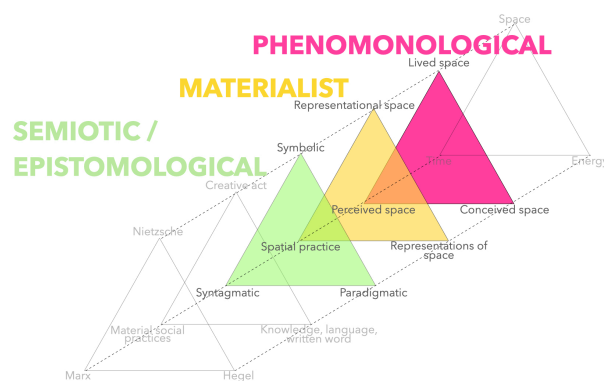 Space
PHENOMONOLOGICAL
Lived space
MATERIALIST
Representational space
SEMIOTIC /
EPISTOMOLOGICAL
Symbolic
Time
Energy
Creative act
Perceived space
Conceived space
Nietzsche
Spatial practice
Representations of
space
Syntagmatic
Paradigmatic
Material social
practices
Knowledge, language,
written word
Marx
Hegel